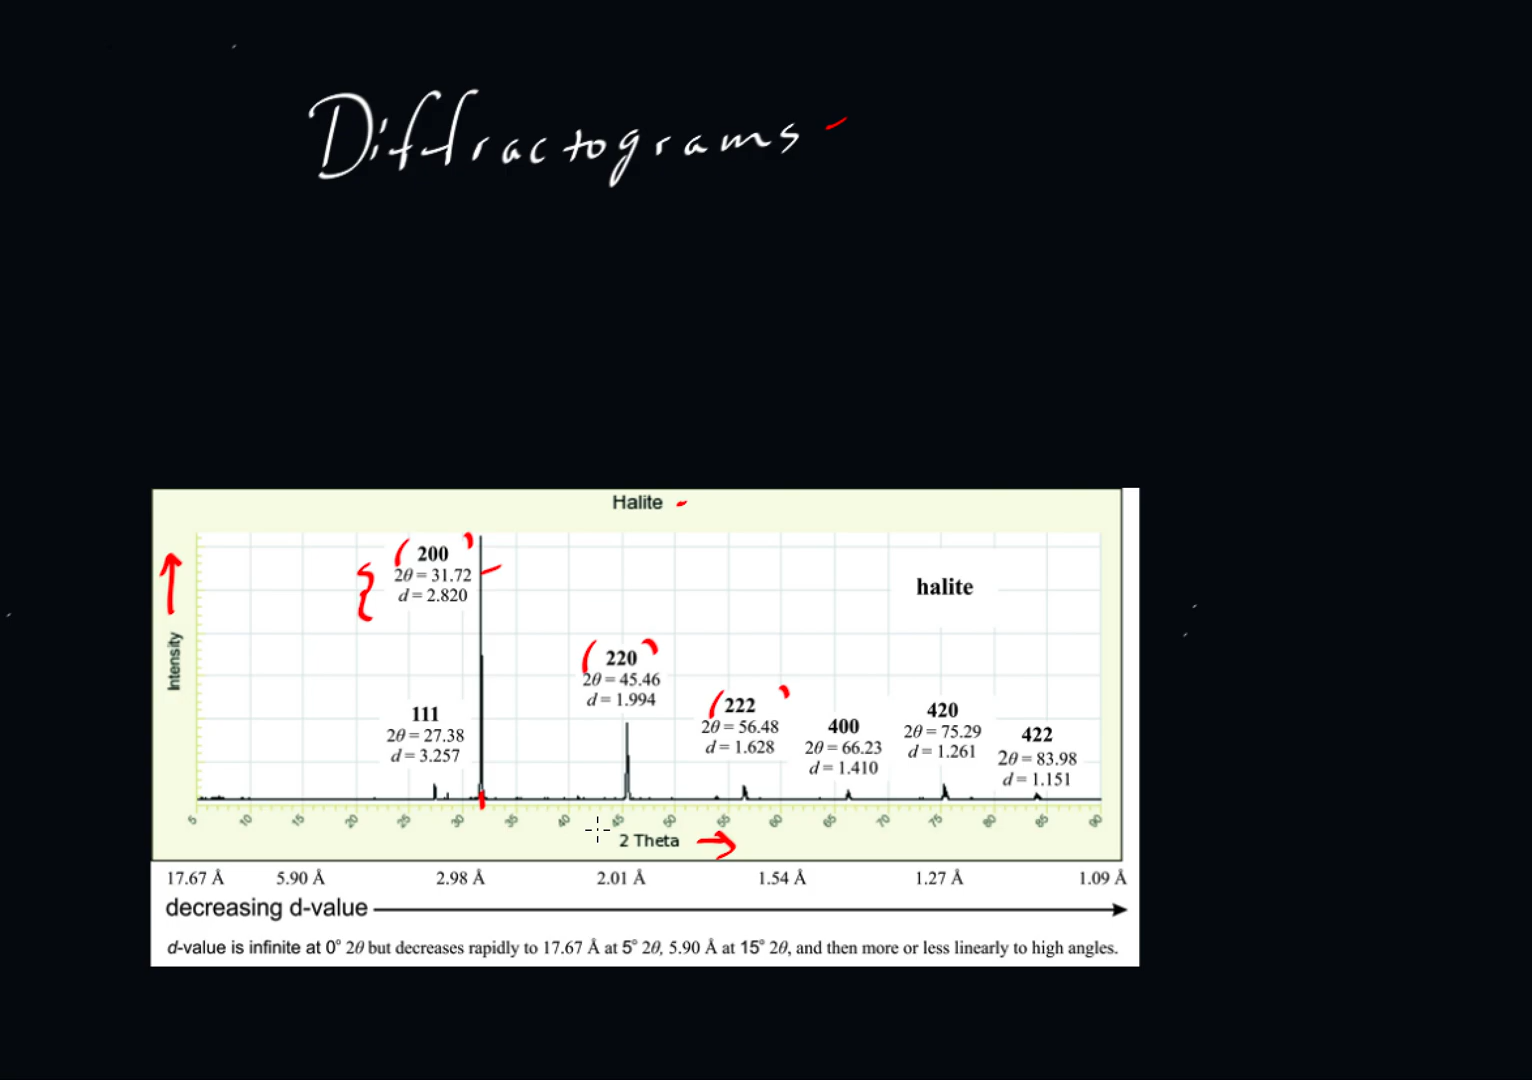 Diffractograms
Halite
Intensity
(200)
2θ = 31.72
d = 2.820
halite
(220)
2θ = 45.46
d = 1.994
111
2θ = 27.38
d = 3.257
(222)
2θ = 56.48
d = 1.628
400
2θ = 66.23
d = 1.410
420
2θ = 75.29
d = 1.261
422
2θ = 83.98
d = 1.151
5 10 15 20 25 30 35 40 45 50 55 60 65 70 75 80 85 90
2 Theta
17.67 Å 5.90 Å 2.98 Å 2.01 Å 1.54 Å 1.27 Å 1.09 Å
decreasing d-value
d-value is infinite at 0° 2θ but decreases rapidly to 17.67 Å at 5° 2θ, 5.90 Å at 15° 2θ, and then more or less linearly to high angles.